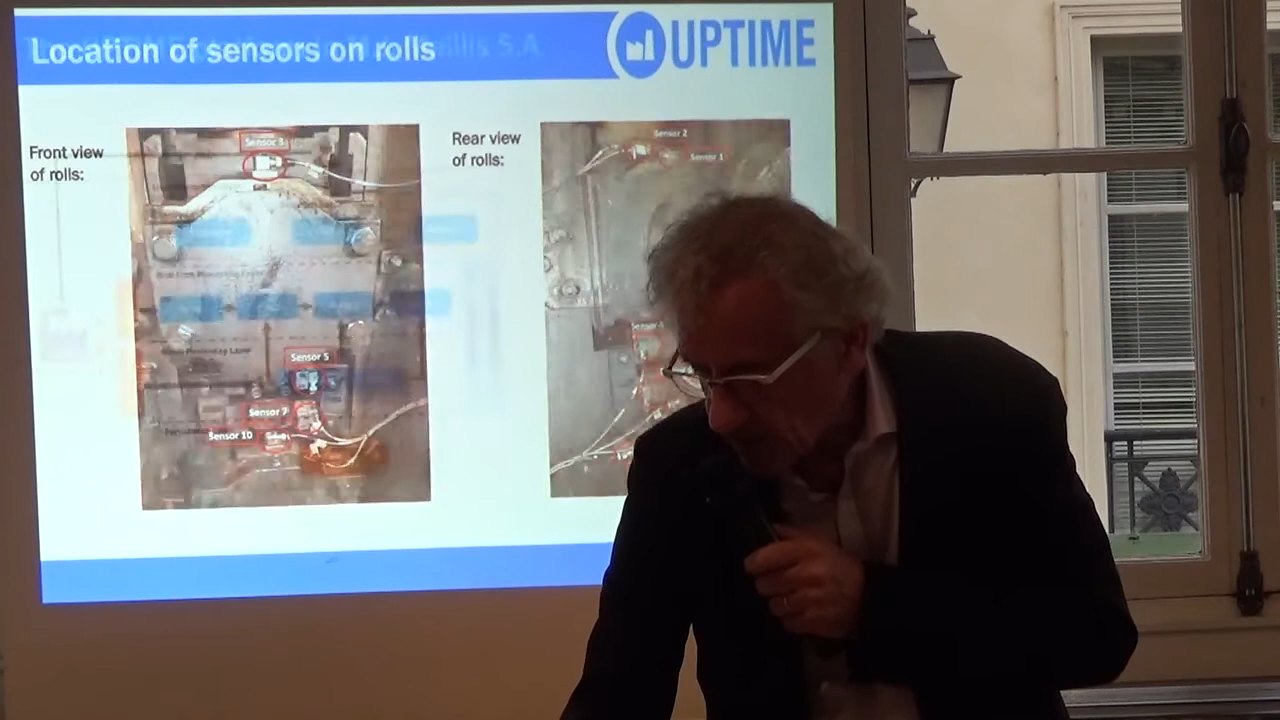 Location of sensors on rolls
UPTIME
Front view
of rolls:
Sensor 3
Sensor 5
Sensor 7
Sensor 10
Rear view
of rolls:
Sensor 2
Sensor 1
Sensor